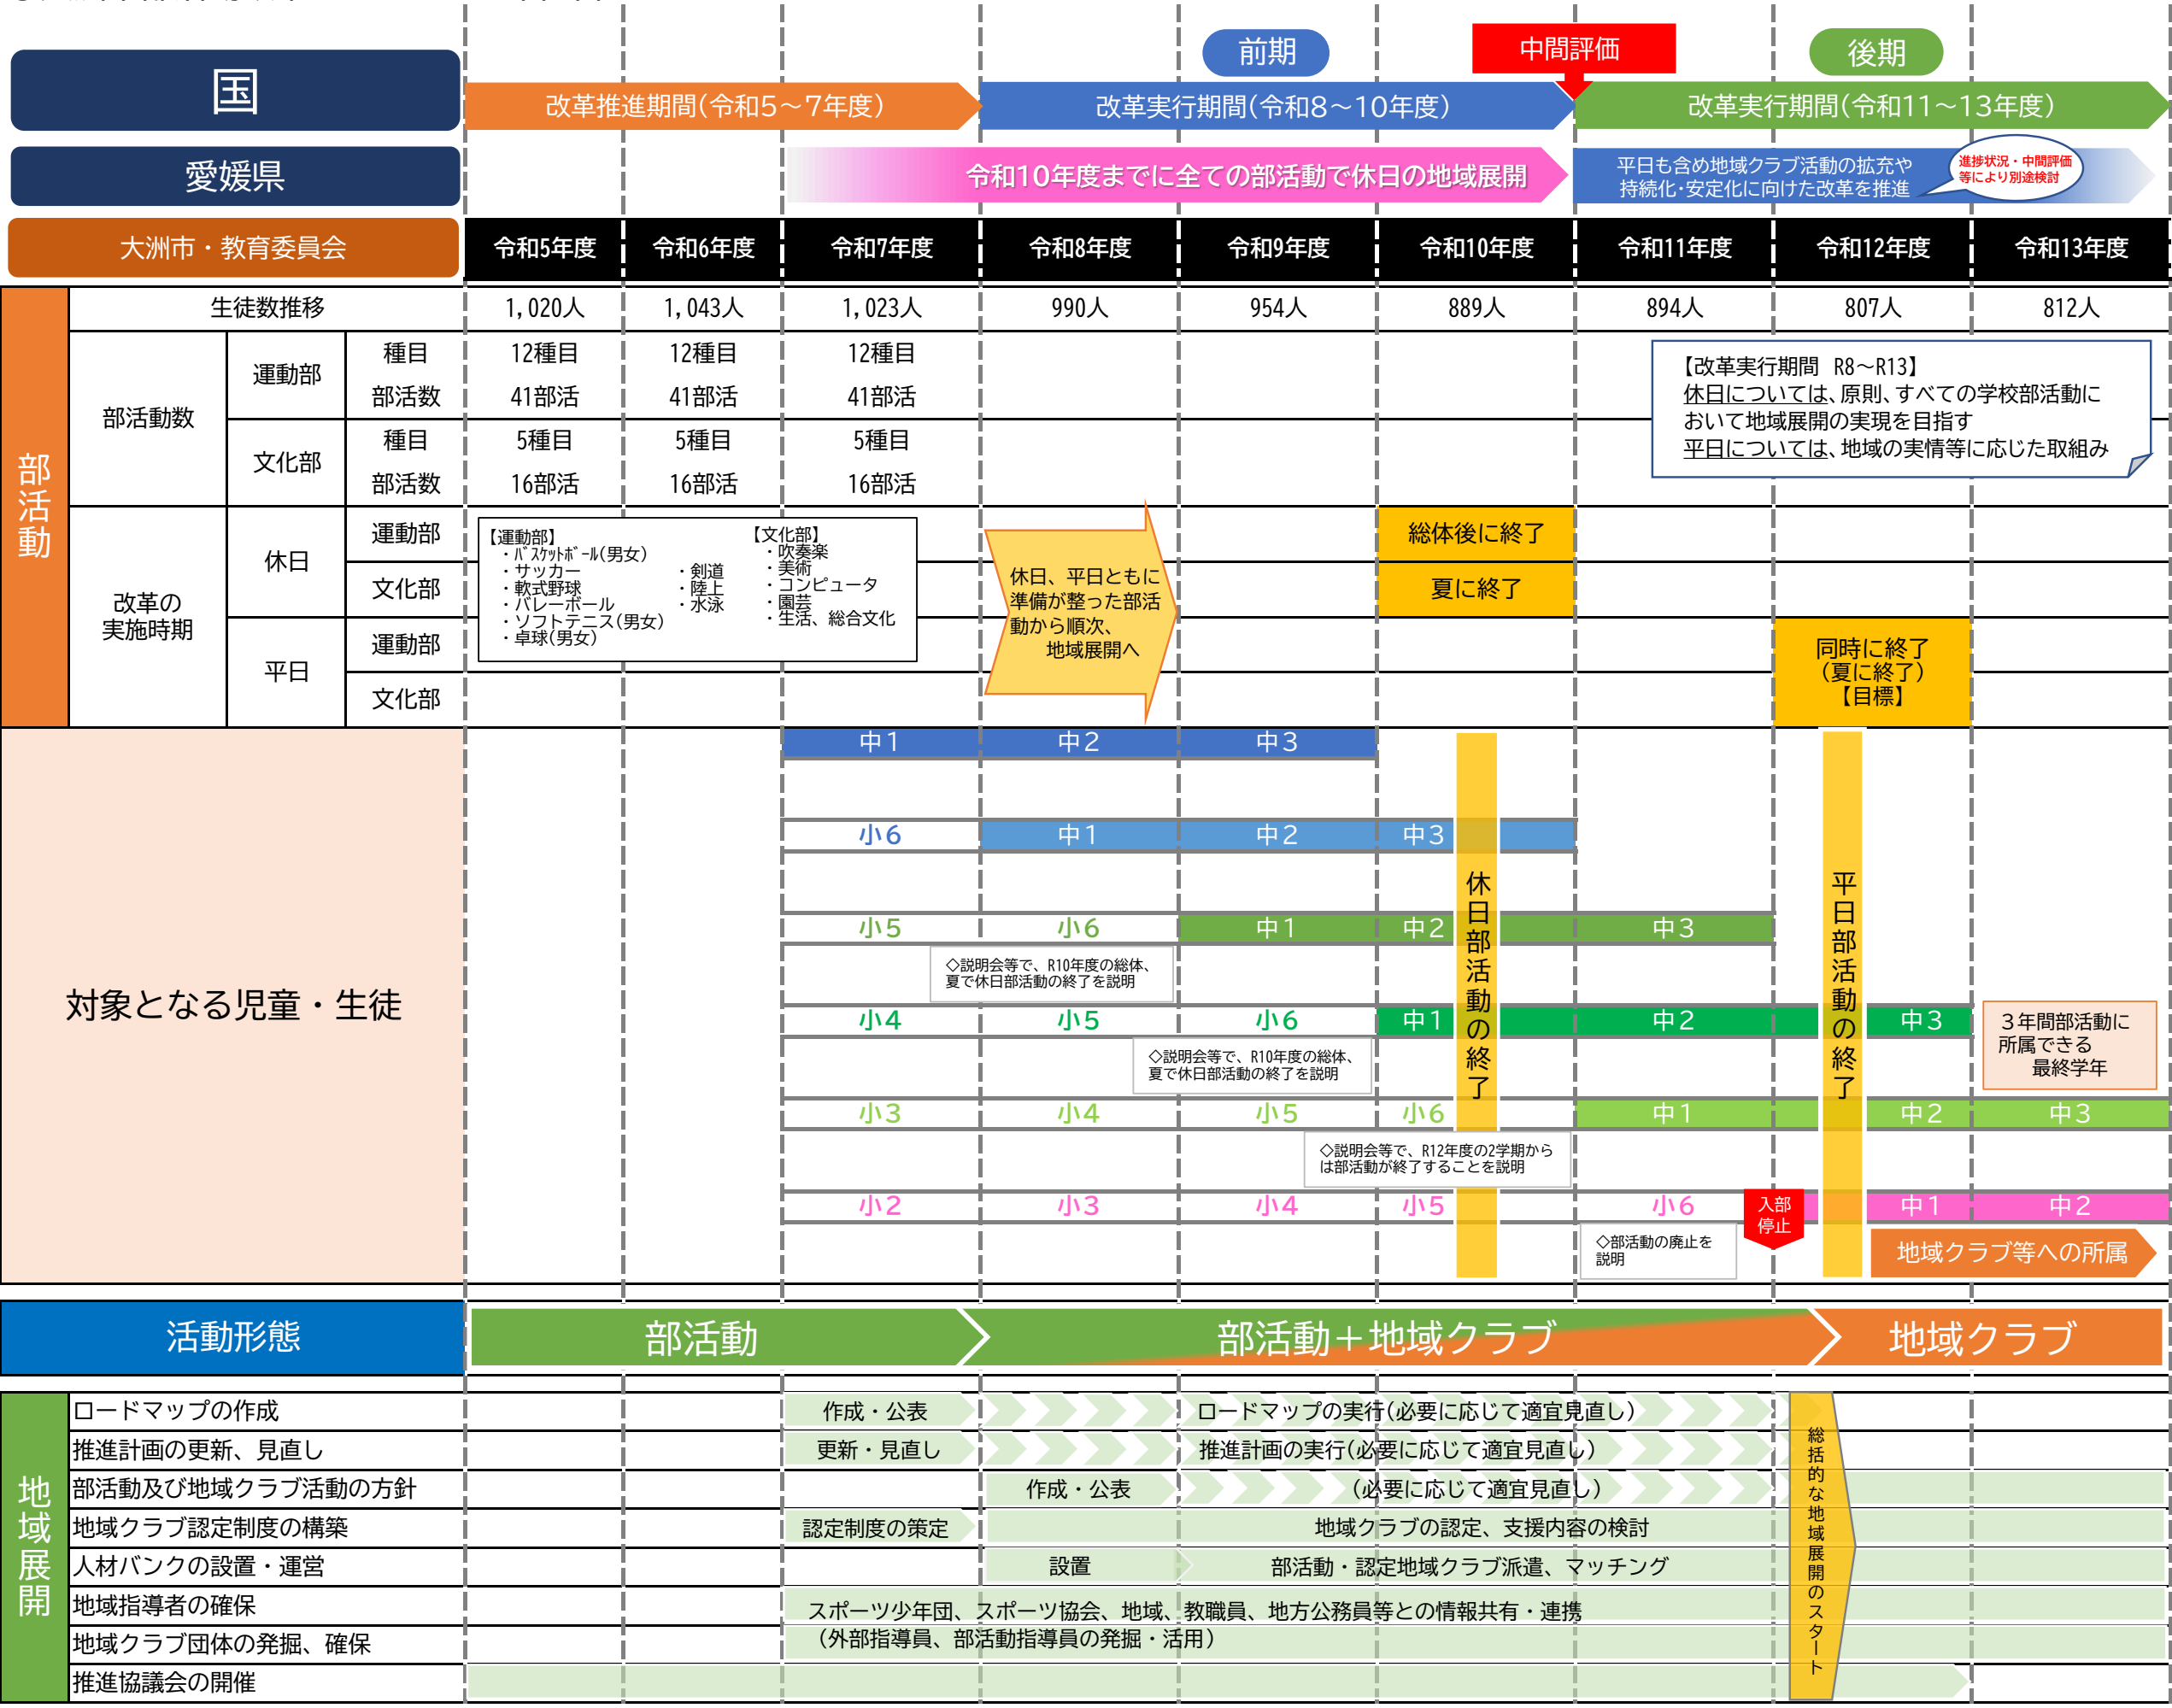 国
前期
中間評価
後期
改革推進期間(令和5～7年度)
改革実行期間(令和8～10年度)
改革実行期間(令和11～13年度)
愛媛県
令和10年度までに全ての部活動で休日の地域展開
平日も含め地域クラブ活動の拡充や
持続化・安定化に向けた改革を推進
進捗状況・中間評価
等により別途検討
大洲市・教育委員会
令和5年度 令和6年度 令和7年度 令和8年度 令和9年度 令和10年度 令和11年度 令和12年度 令和13年度
部活動
生徒数推移 1,020人 1,043人 1,023人 990人 954人 889人 894人 807人 812人
部活動数
運動部
種目 12種目 12種目 12種目
部活数 41部活 41部活 41部活
文化部
種目 5種目 5種目 5種目
部活数 16部活 16部活 16部活
【改革実行期間 R8～R13】
休日については、原則、すべての学校部活動に
おいて地域展開の実現を目指す
平日については、地域の実情等に応じた取組み
改革の
実施時期
休日
運動部
文化部
平日
運動部
文化部
【運動部】
・ﾊﾞｽｹｯﾄﾎﾞｰﾙ(男女)
・サッカー
・軟式野球
・バレーボール
・ソフトテニス(男女)
・卓球(男女)
・剣道
・陸上
・水泳
【文化部】
・吹奏楽
・美術
・コンピュータ
・園芸
・生活、総合文化
休日、平日ともに
準備が整った部活
動から順次、
地域展開へ
総体後に終了
夏に終了
同時に終了
(夏に終了)
【目標】
対象となる児童・生徒
中1 中2 中3
小6 中1 中2 中3
小5 小6 中1 中2 中3
◇説明会等で、R10年度の総体、
夏で休日部活動の終了を説明
小4 小5 小6 中1 中2 中3
◇説明会等で、R10年度の総体、
夏で休日部活動の終了を説明
3年間部活動に
所属できる
最終学年
小3 小4 小5 小6 中1 中2 中3
◇説明会等で、R12年度の2学期から
は部活動が終了することを説明
小2 小3 小4 小5 小6 中1 中2
◇部活動の廃止を
説明
入部
停止
地域クラブ等への所属
休日部活動の終了
平日部活動の終了
活動形態
部活動
部活動＋地域クラブ
地域クラブ
地域展開
ロードマップの作成 作成・公表 ロードマップの実行(必要に応じて適宜見直し)
推進計画の更新、見直し 更新・見直し 推進計画の実行(必要に応じて適宜見直し)
部活動及び地域クラブ活動の方針 作成・公表 (必要に応じて適宜見直し)
地域クラブ認定制度の構築 認定制度の策定 地域クラブの認定、支援内容の検討
人材バンクの設置・運営 設置 部活動・認定地域クラブ派遣、マッチング
地域指導者の確保 スポーツ少年団、スポーツ協会、地域、教職員、地方公務員等との情報共有・連携
地域クラブ団体の発掘、確保 (外部指導員、部活動指導員の発掘・活用)
推進協議会の開催
総括的な地域展開のスタート